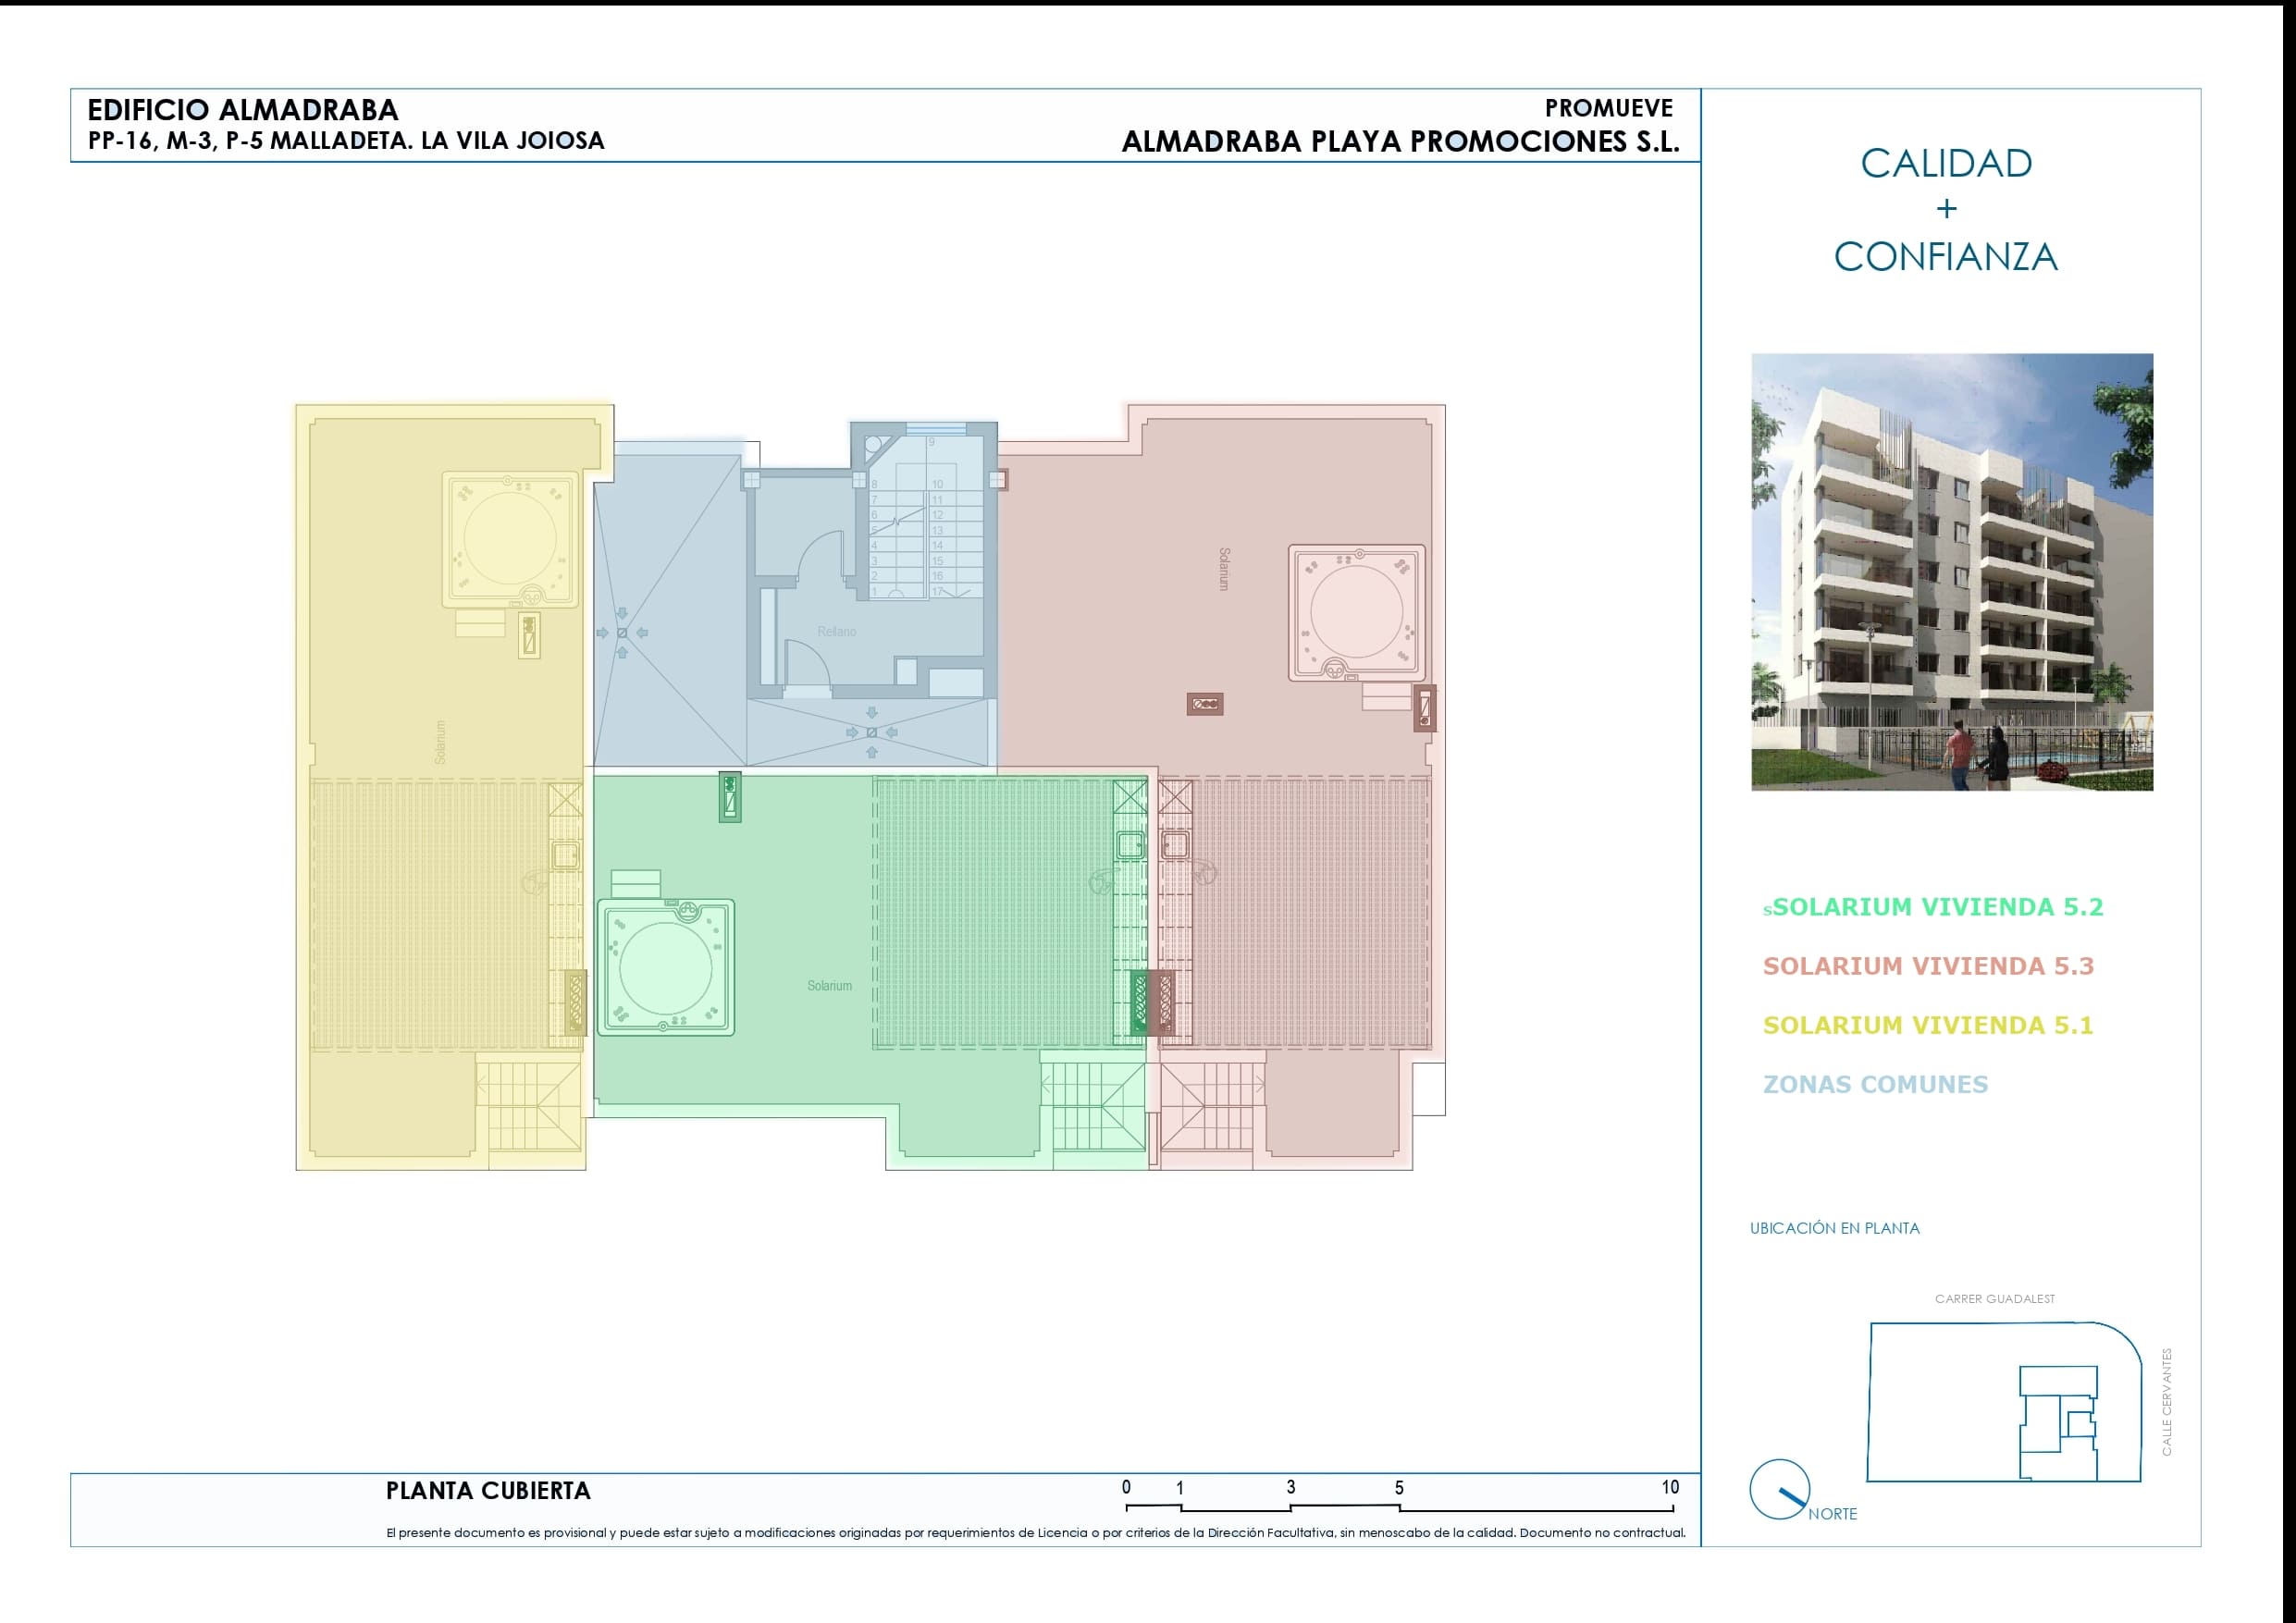 EDIFICIO ALMADRABA
PP-16, M-3, P-5 MALLADETA. LA VILA JOIOSA
PROMUEVE
ALMADRABA PLAYA PROMOCIONES S.L.
CALIDAD
+
CONFIANZA
9
8 10
7 11
6 12
5 13
4 14
3 15
2 16
1 17
Solarium
Rellano
Solarium
Solarium
sSOLARIUM VIVIENDA 5.2
SOLARIUM VIVIENDA 5.3
SOLARIUM VIVIENDA 5.1
ZONAS COMUNES
UBICACIÓN EN PLANTA
CARRER GUADALEST
CALLE CERVANTES
NORTE
PLANTA CUBIERTA
0 1 3 5 10
El presente documento es provisional y puede estar sujeto a modificaciones originadas por requerimientos de Licencia o por criterios de la Dirección Facultativa, sin menoscabo de la calidad. Documento no contractual.